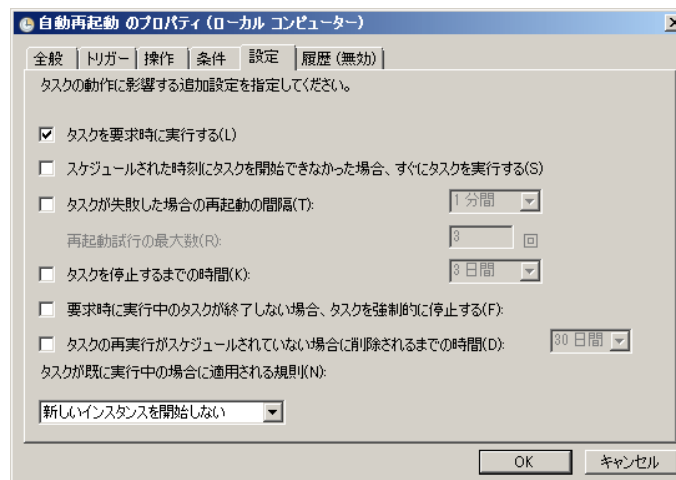 自動再起動 のプロパティ (ローカル コンピューター)
全般 トリガー 操作 条件 設定 履歴 (無効)
タスクの動作に影響する追加設定を指定してください。
タスクを要求時に実行する(L)
スケジュールされた時刻にタスクを開始できなかった場合、すぐにタスクを実行する(S)
タスクが失敗した場合の再起動の間隔(T): 1 分間
再起動試行の最大数(R): 3 回
タスクを停止するまでの時間(K): 3 日間
要求時に実行中のタスクが終了しない場合、タスクを強制的に停止する(F):
タスクの再実行がスケジュールされていない場合に削除されるまでの時間(D): 30 日間
タスクが既に実行中の場合に適用される規則(N):
新しいインスタンスを開始しない
OK キャンセル